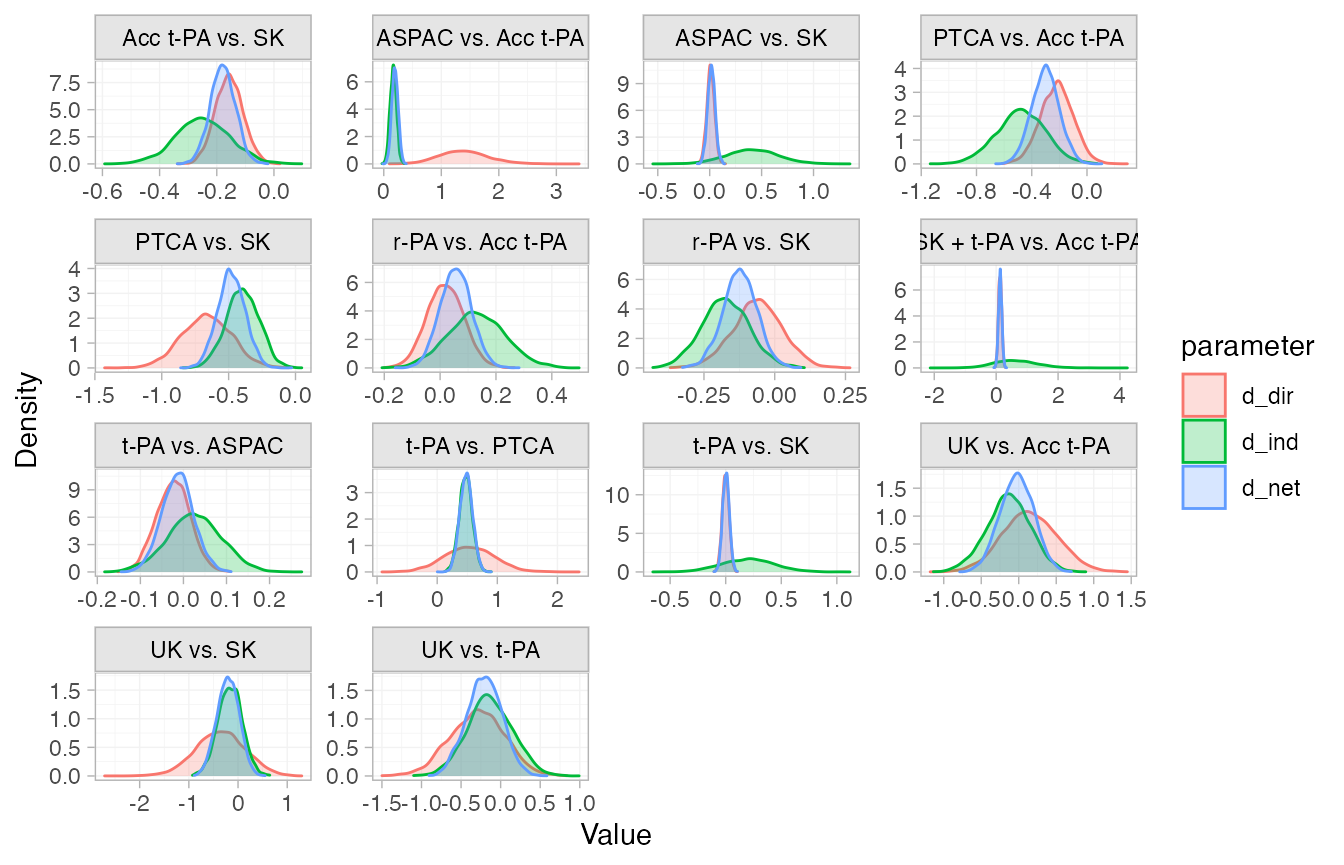 Acc t-PA vs. SK
ASPAC vs. Acc t-PA
ASPAC vs. SK
PTCA vs. Acc t-PA
7.5
5.0
2.5
0.0
-0.6 -0.4 -0.2 0.0
6
4
2
0
0 1 2 3
9
6
3
0
-0.5 0.0 0.5 1.0
4
3
2
1
0
-1.2 -0.8 -0.4 0.0
PTCA vs. SK
r-PA vs. Acc t-PA
r-PA vs. SK
SK + t-PA vs. Acc t-PA
4
3
2
1
0
-1.5 -1.0 -0.5 0.0
6
4
2
0
-0.2 0.0 0.2 0.4
6
4
2
0
-0.25 0.00 0.25
6
4
2
0
-2 0 2 4
t-PA vs. ASPAC
t-PA vs. PTCA
t-PA vs. SK
UK vs. Acc t-PA
9
6
3
0
-0.2 -0.1 0.0 0.1 0.2
3
2
1
0
-1 0 1 2
10
5
0
-0.5 0.0 0.5 1.0
1.5
1.0
0.5
0.0
-1.0 -0.5 0.0 0.5 1.0 1.5
UK vs. SK
UK vs. t-PA
1.5
1.0
0.5
0.0
-2 -1 0 1
1.5
1.0
0.5
0.0
-1.5 -1.0 -0.5 0.0 0.5 1.0
Density
Value
parameter
d_dir
d_ind
d_net